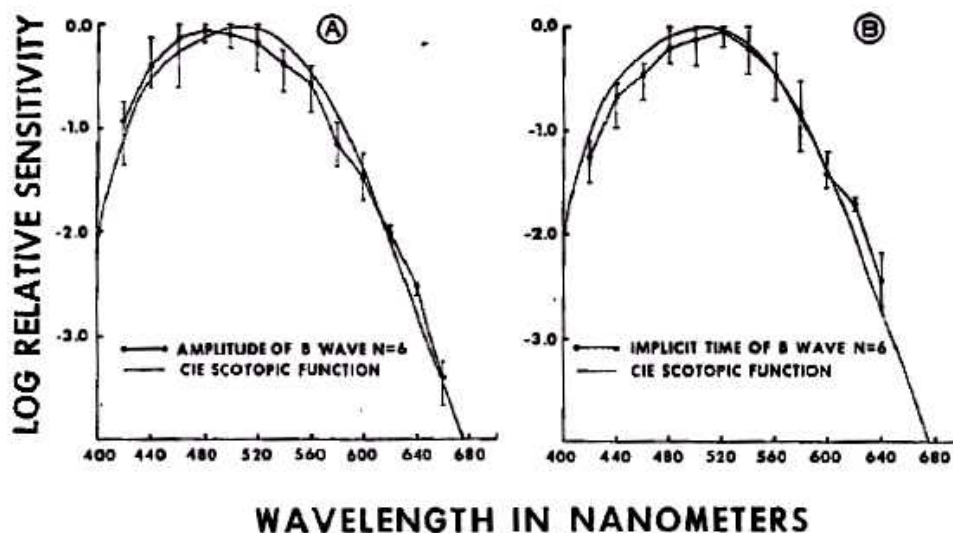 LOG RELATIVE SENSITIVITY
A
0.0
-1.0
-2.0
-3.0
AMPLITUDE OF B WAVE N=6
CIE SCOTOPIC FUNCTION
400 440 480 520 560 600 640 680
B
0.0
-1.0
-2.0
-3.0
IMPLICIT TIME OF B WAVE N=6
CIE SCOTOPIC FUNCTION
400 440 480 520 560 600 640 680
WAVELENGTH IN NANOMETERS